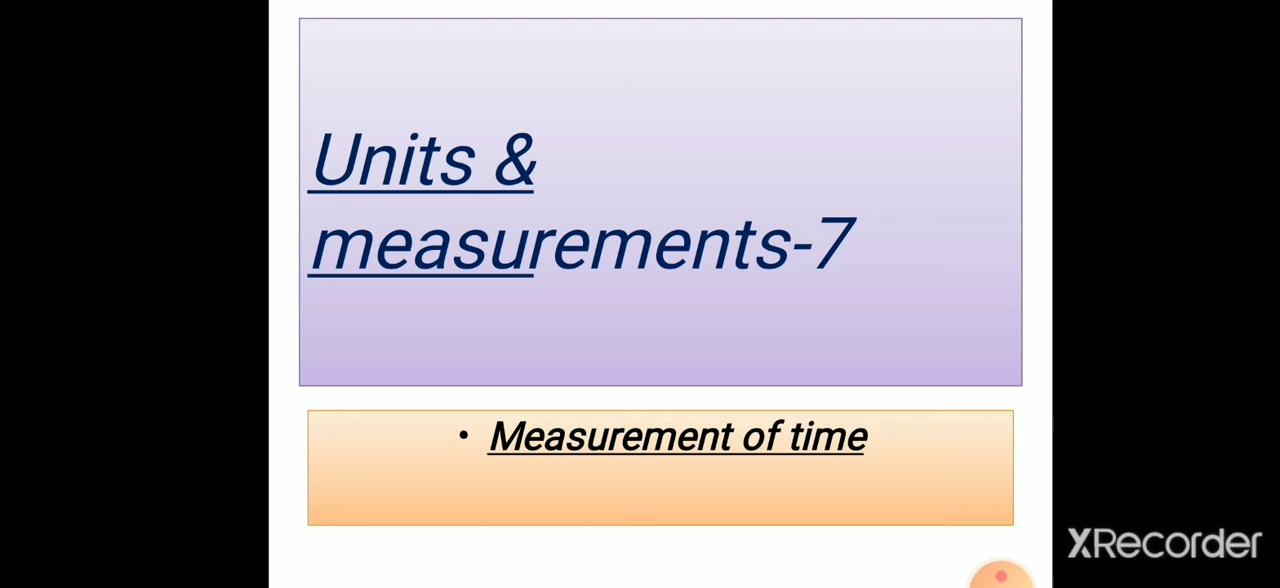 Units &
measurements-7
• Measurement of time
XRecorder